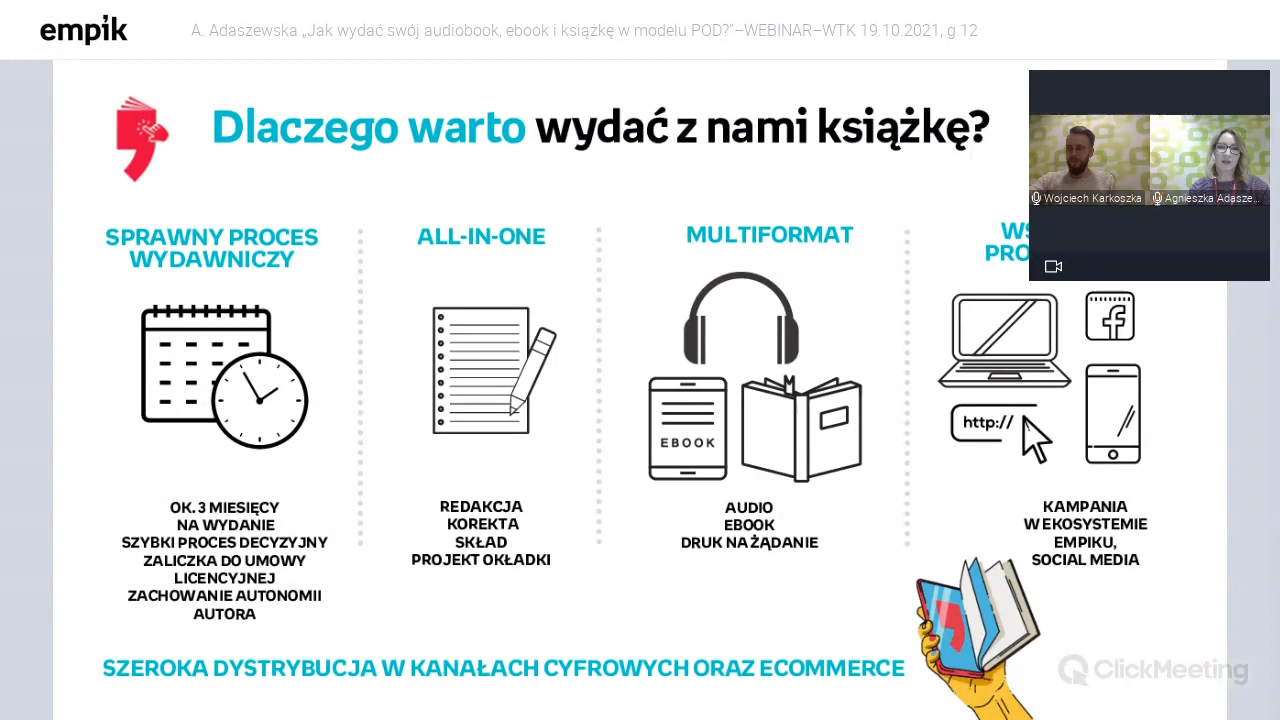 empik
A. Adaszewska „Jak wydać swój audiobook, ebook i książkę w modelu POD?"–WEBINAR–WTK 19.10.2021, g.12
Dlaczego warto wydać z nami książkę?
Wojciech Karkoszka
Agnieszka Adasze...
SPRAWNY PROCES
WYDAWNICZY
OK. 3 MIESIĘCY
NA WYDANIE
SZYBKI PROCES DECYZYJNY
ZALICZKA DO UMOWY
LICENCYJNEJ
ZACHOWANIE AUTONOMII
AUTORA
ALL-IN-ONE
REDAKCJA
KOREKTA
SKŁAD
PROJEKT OKŁADKI
MULTIFORMAT
EBOOK
AUDIO
EBOOK
DRUK NA ŻĄDANIE
http://
KAMPANIA
W EKOSYSTEMIE
EMPIKU,
SOCIAL MEDIA
SZEROKA DYSTRYBUCJA W KANAŁACH CYFROWYCH ORAZ ECOMMERCE
ClickMeeting